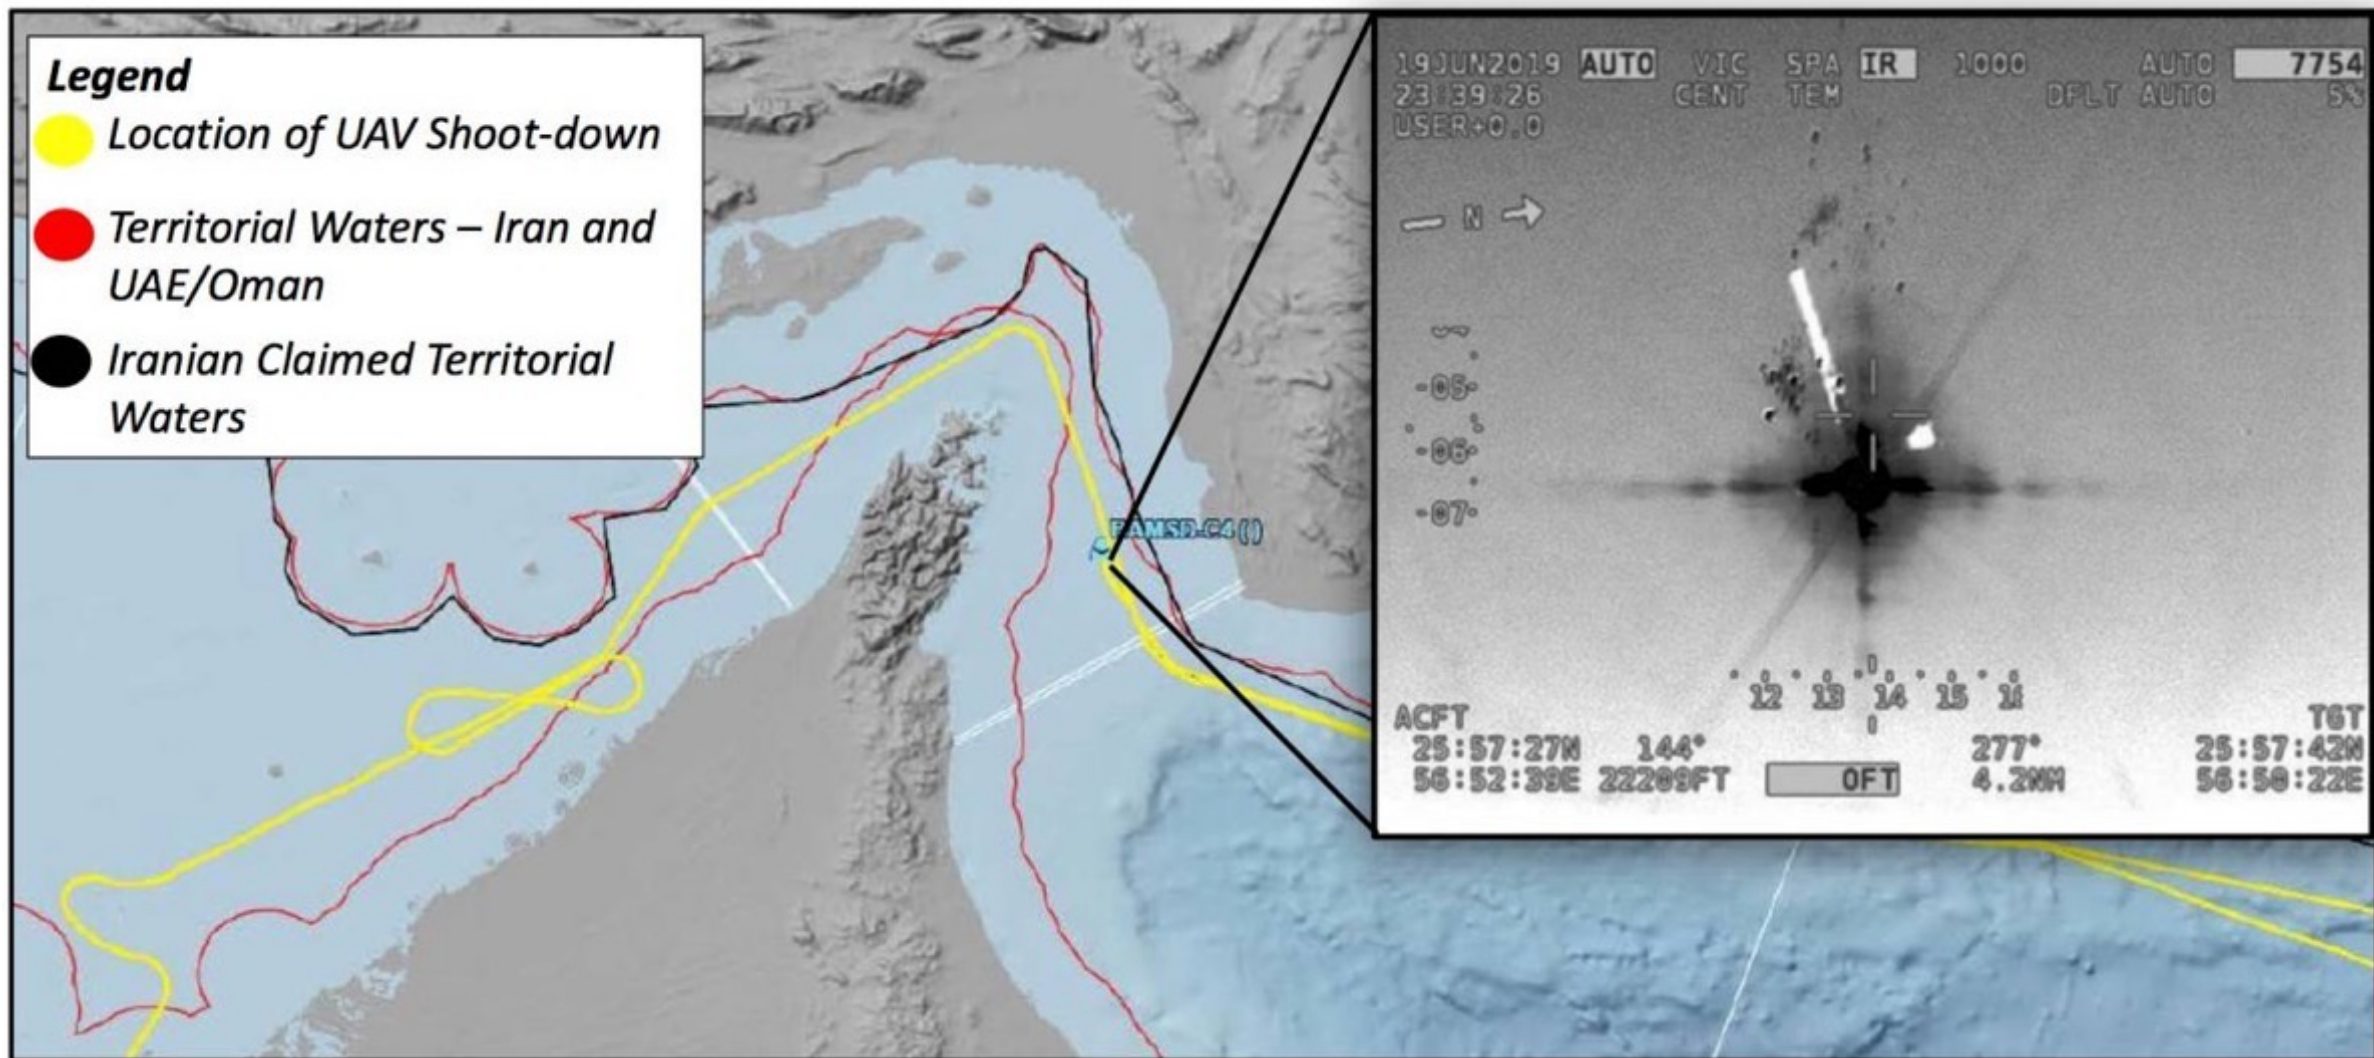 Legend
Location of UAV Shoot-down
Territorial Waters – Iran and
UAE/Oman
Iranian Claimed Territorial
Waters
BAMSD-C4 ( )
19JUN2019 AUTO VIC SPA IR 1000 AUTO 7754
23:39:26 CENT TEM DFLT AUTO 5%
USER+0.0
N
-05-
-06-
-07-
12 13 14 15
ACFT TGT
25:57:27N 144° 277° 25:57:42N
56:52:39E 22209FT 0FT 4.2NM 56:50:22E